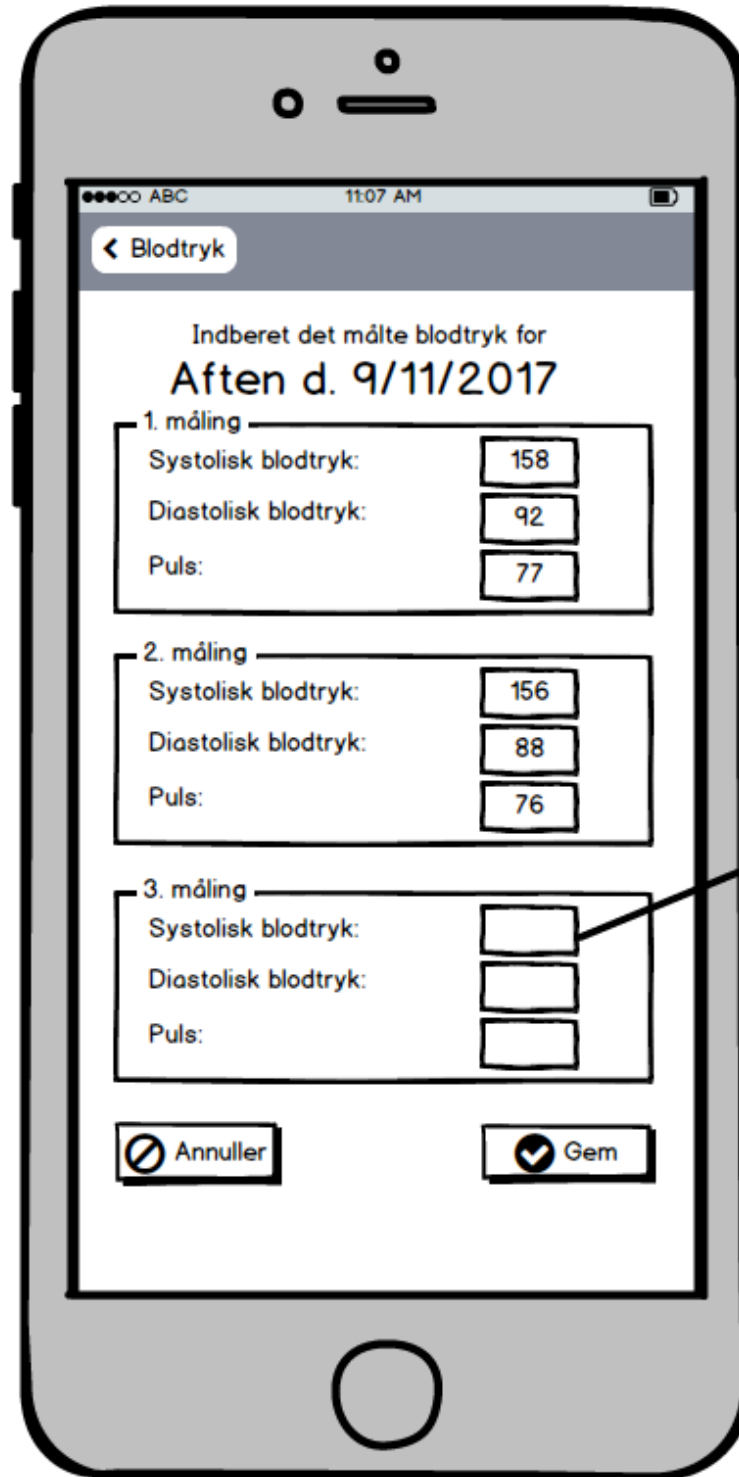 ABC 11:07 AM
Blodtryk
Indberet det målte blodtryk for
Aften d. 9/11/2017
1. måling
Systolisk blodtryk: 158
Diastolisk blodtryk: 92
Puls: 77
2. måling
Systolisk blodtryk: 156
Diastolisk blodtryk: 88
Puls: 76
3. måling
Systolisk blodtryk:
Diastolisk blodtryk:
Puls:
Annuller Gem